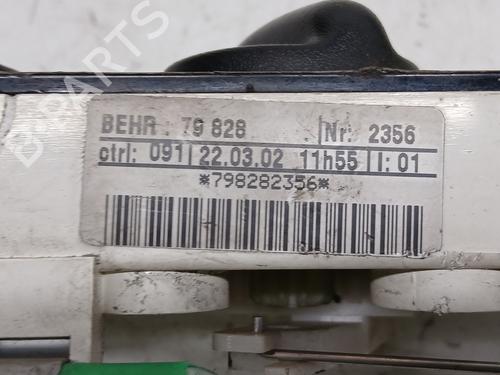 B-PARTS
BEHR . 79 828 Nr: 2356
ctrl: 091 22.03.02 11h55 I: 01
*798282356*